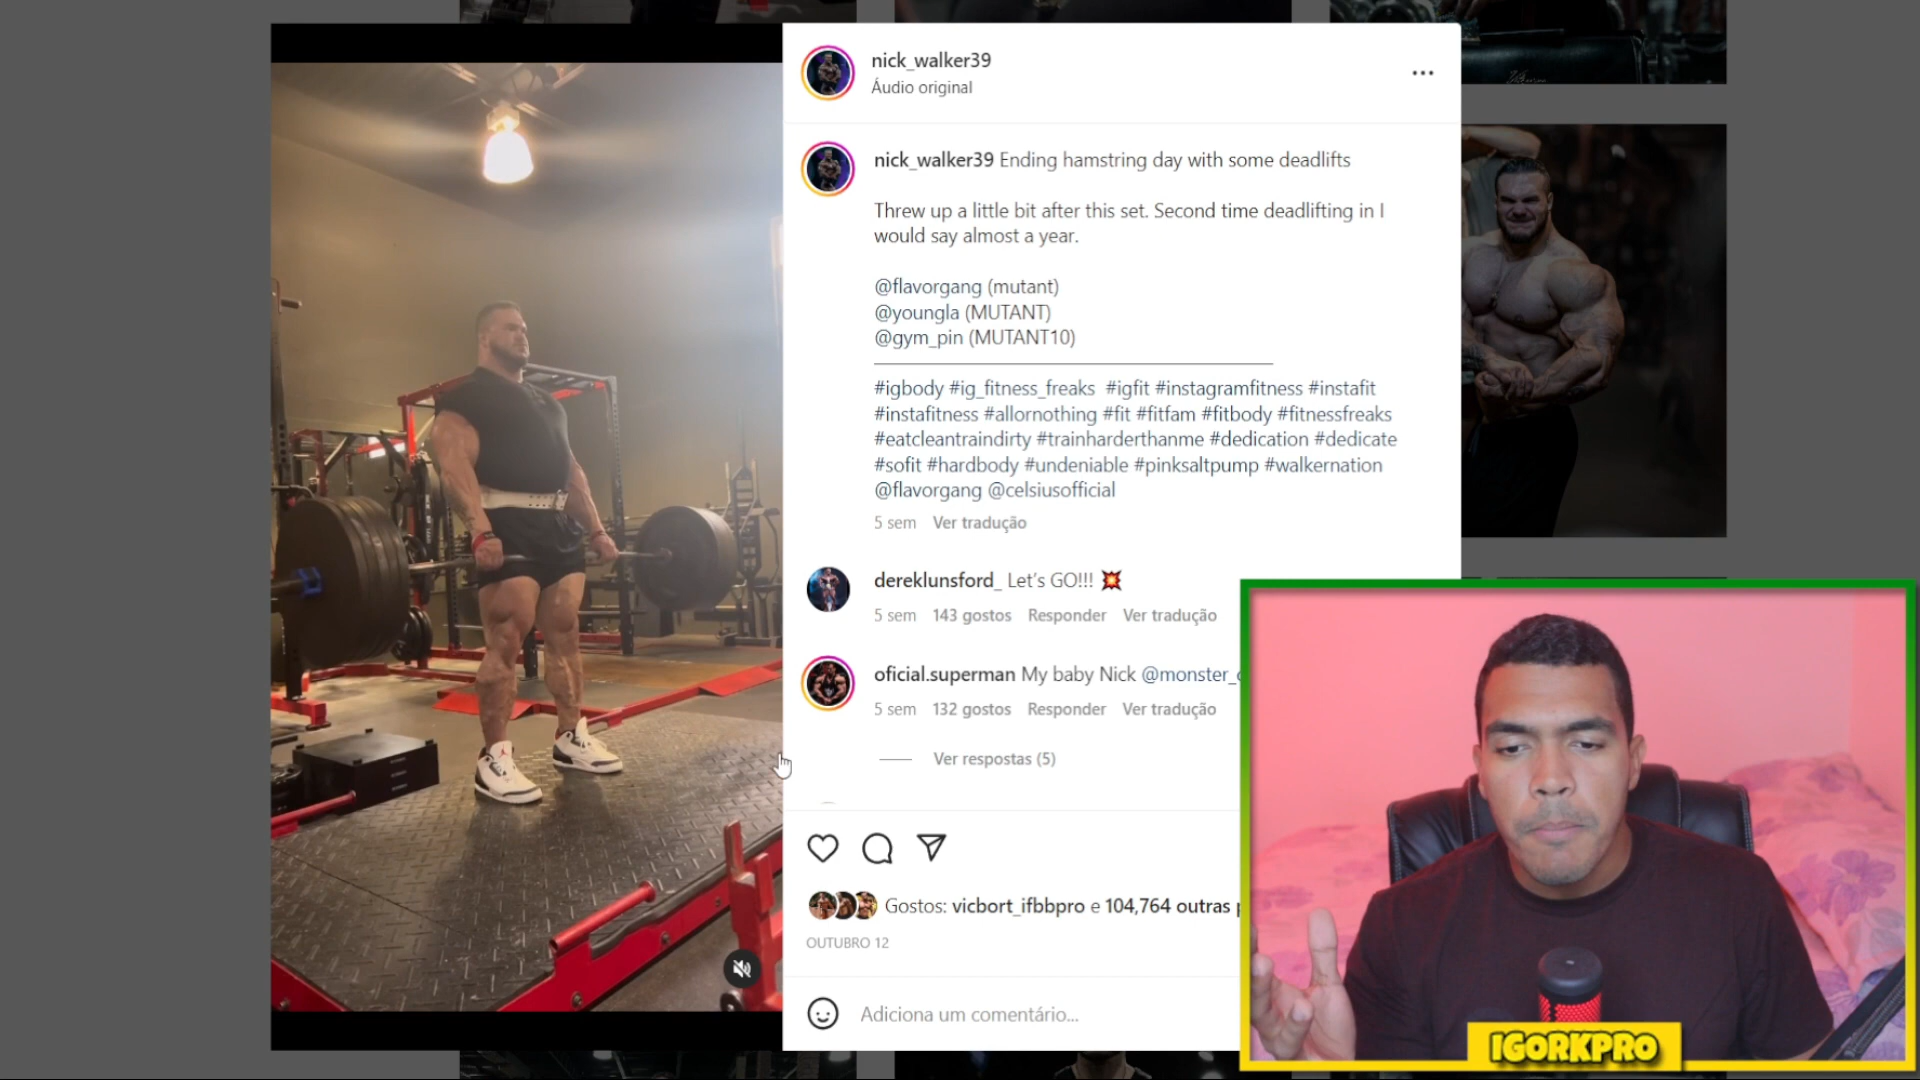 nick_walker39
Áudio original
nick_walker39 Ending hamstring day with some deadlifts
Threw up a little bit after this set. Second time deadlifting in I
would say almost a year.
@flavorgang (mutant)
@youngla (MUTANT)
@gym_pin (MUTANT10)
#igbody #ig_fitness_freaks #igfit #instagramfitness #instafit
#instafitness #allornothing #fit #fitfam #fitbody #fitnessfreaks
#eatcleantraindirty #trainharderthanme #dedication #dedicate
#sofit #hardbody #undeniable #pinksaltpump #walkernation
@flavorgang @celsiusofficial
5 sem Ver tradução
dereklunsford_ Let's GO!!!
5 sem 143 gostos Responder Ver tradução
oficial.superman My baby Nick @monster_
5 sem 132 gostos Responder Ver tradução
Ver respostas (5)
Gostos: vicbort_ifbbpro e 104,764 outras
OUTUBRO 12
Adiciona um comentário...
IGORKPRO